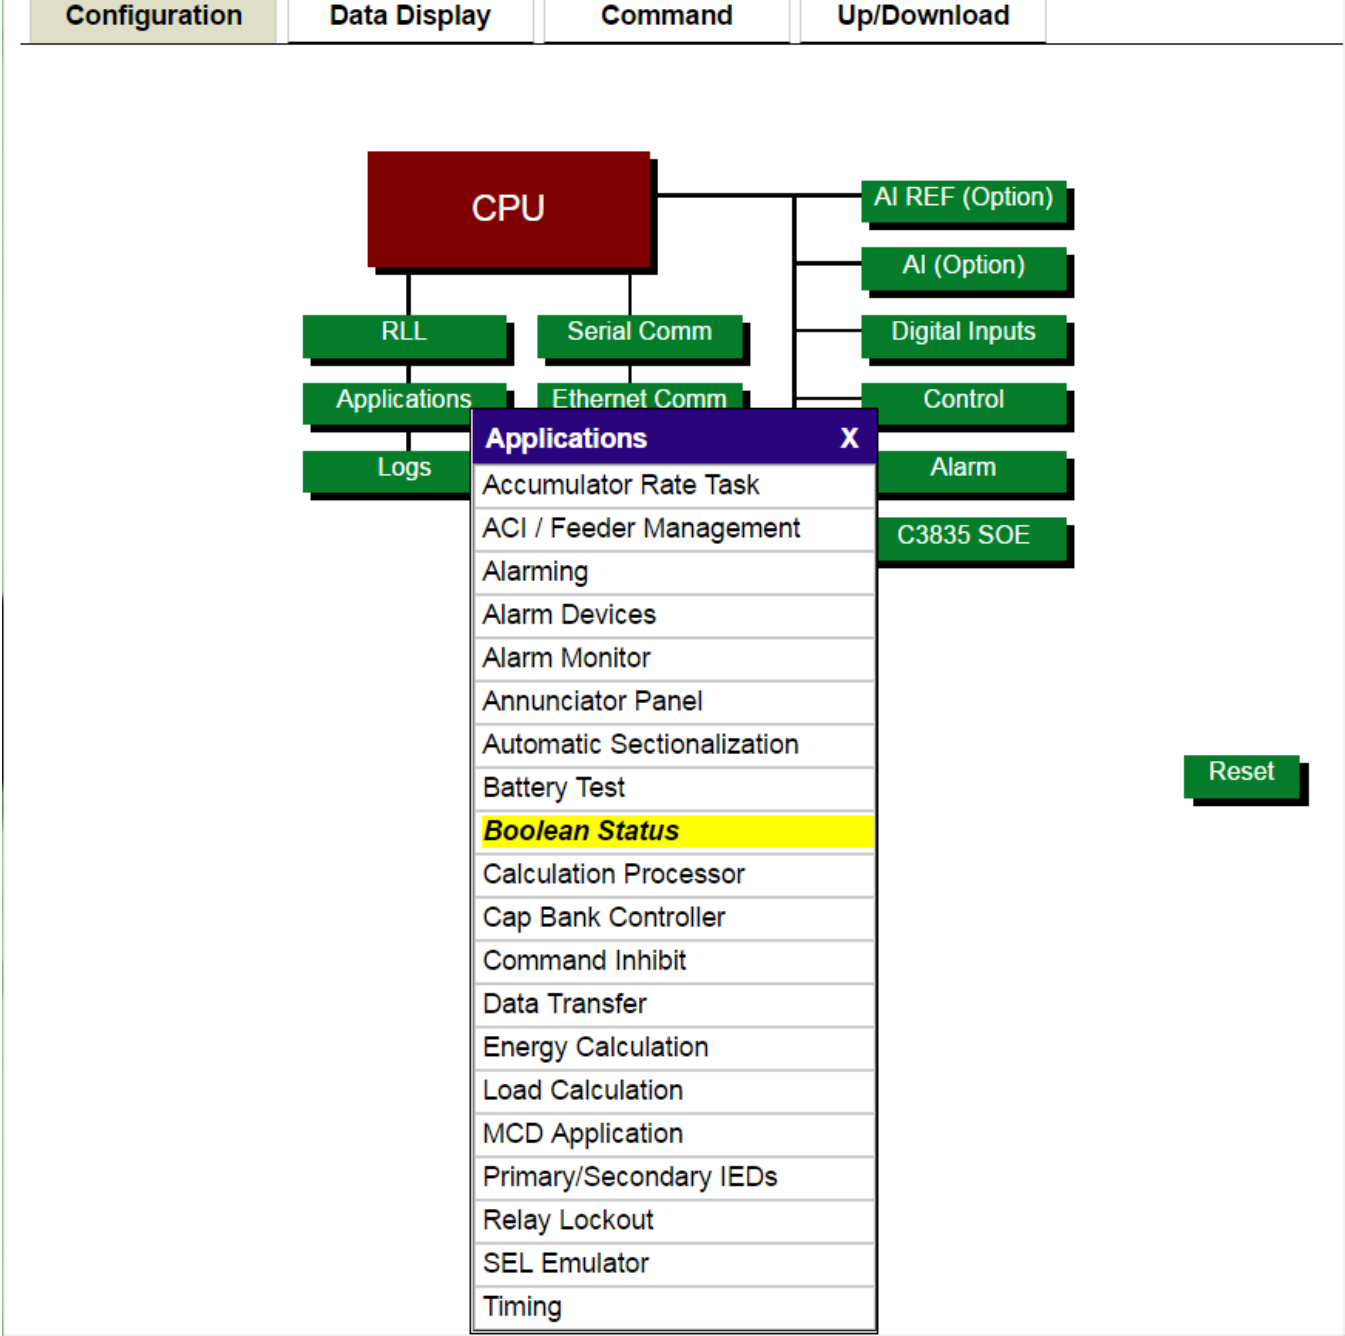 Configuration
Data Display
Command
Up/Download
CPU
AI REF (Option)
AI (Option)
RLL
Serial Comm
Digital Inputs
Applications
Ethernet Comm
Control
Logs
Alarm
C3835 SOE
Applications X
Accumulator Rate Task
ACI / Feeder Management
Alarming
Alarm Devices
Alarm Monitor
Annunciator Panel
Automatic Sectionalization
Battery Test
Boolean Status
Calculation Processor
Cap Bank Controller
Command Inhibit
Data Transfer
Energy Calculation
Load Calculation
MCD Application
Primary/Secondary IEDs
Relay Lockout
SEL Emulator
Timing
Reset